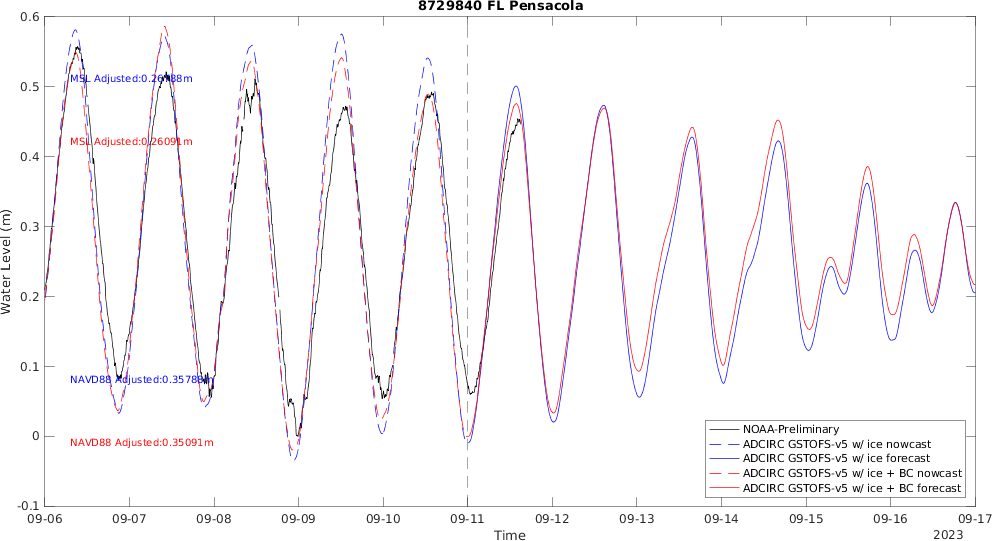 8729840 FL Pensacola
0.6
0.5
0.4
0.3
0.2
0.1
0
-0.1
Water Level (m)
MSL Adjusted:
MSL Adjusted:0.26091m
NAVD88 Adjusted:
NAVD88 Adjusted:0.35091m
NOAA-Preliminary
ADCIRC GSTOFS-v5 w/ ice nowcast
ADCIRC GSTOFS-v5 w/ ice forecast
ADCIRC GSTOFS-v5 w/ ice + BC nowcast
ADCIRC GSTOFS-v5 w/ ice + BC forecast
09-06 09-07 09-08 09-09 09-10 09-11 09-12 09-13 09-14 09-15 09-16 09-17
Time
2023